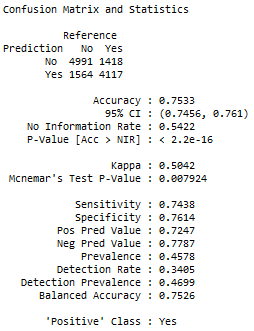 Confusion Matrix and Statistics
Reference
Prediction No Yes
No 4991 1418
Yes 1564 4117
Accuracy : 0.7533
95% CI : (0.7456, 0.761)
No Information Rate : 0.5422
P-Value [Acc > NIR] : < 2.2e-16
Kappa : 0.5042
Mcnemar's Test P-Value : 0.007924
Sensitivity : 0.7438
Specificity : 0.7614
Pos Pred Value : 0.7247
Neg Pred Value : 0.7787
Prevalence : 0.4578
Detection Rate : 0.3405
Detection Prevalence : 0.4699
Balanced Accuracy : 0.7526
'Positive' Class : Yes